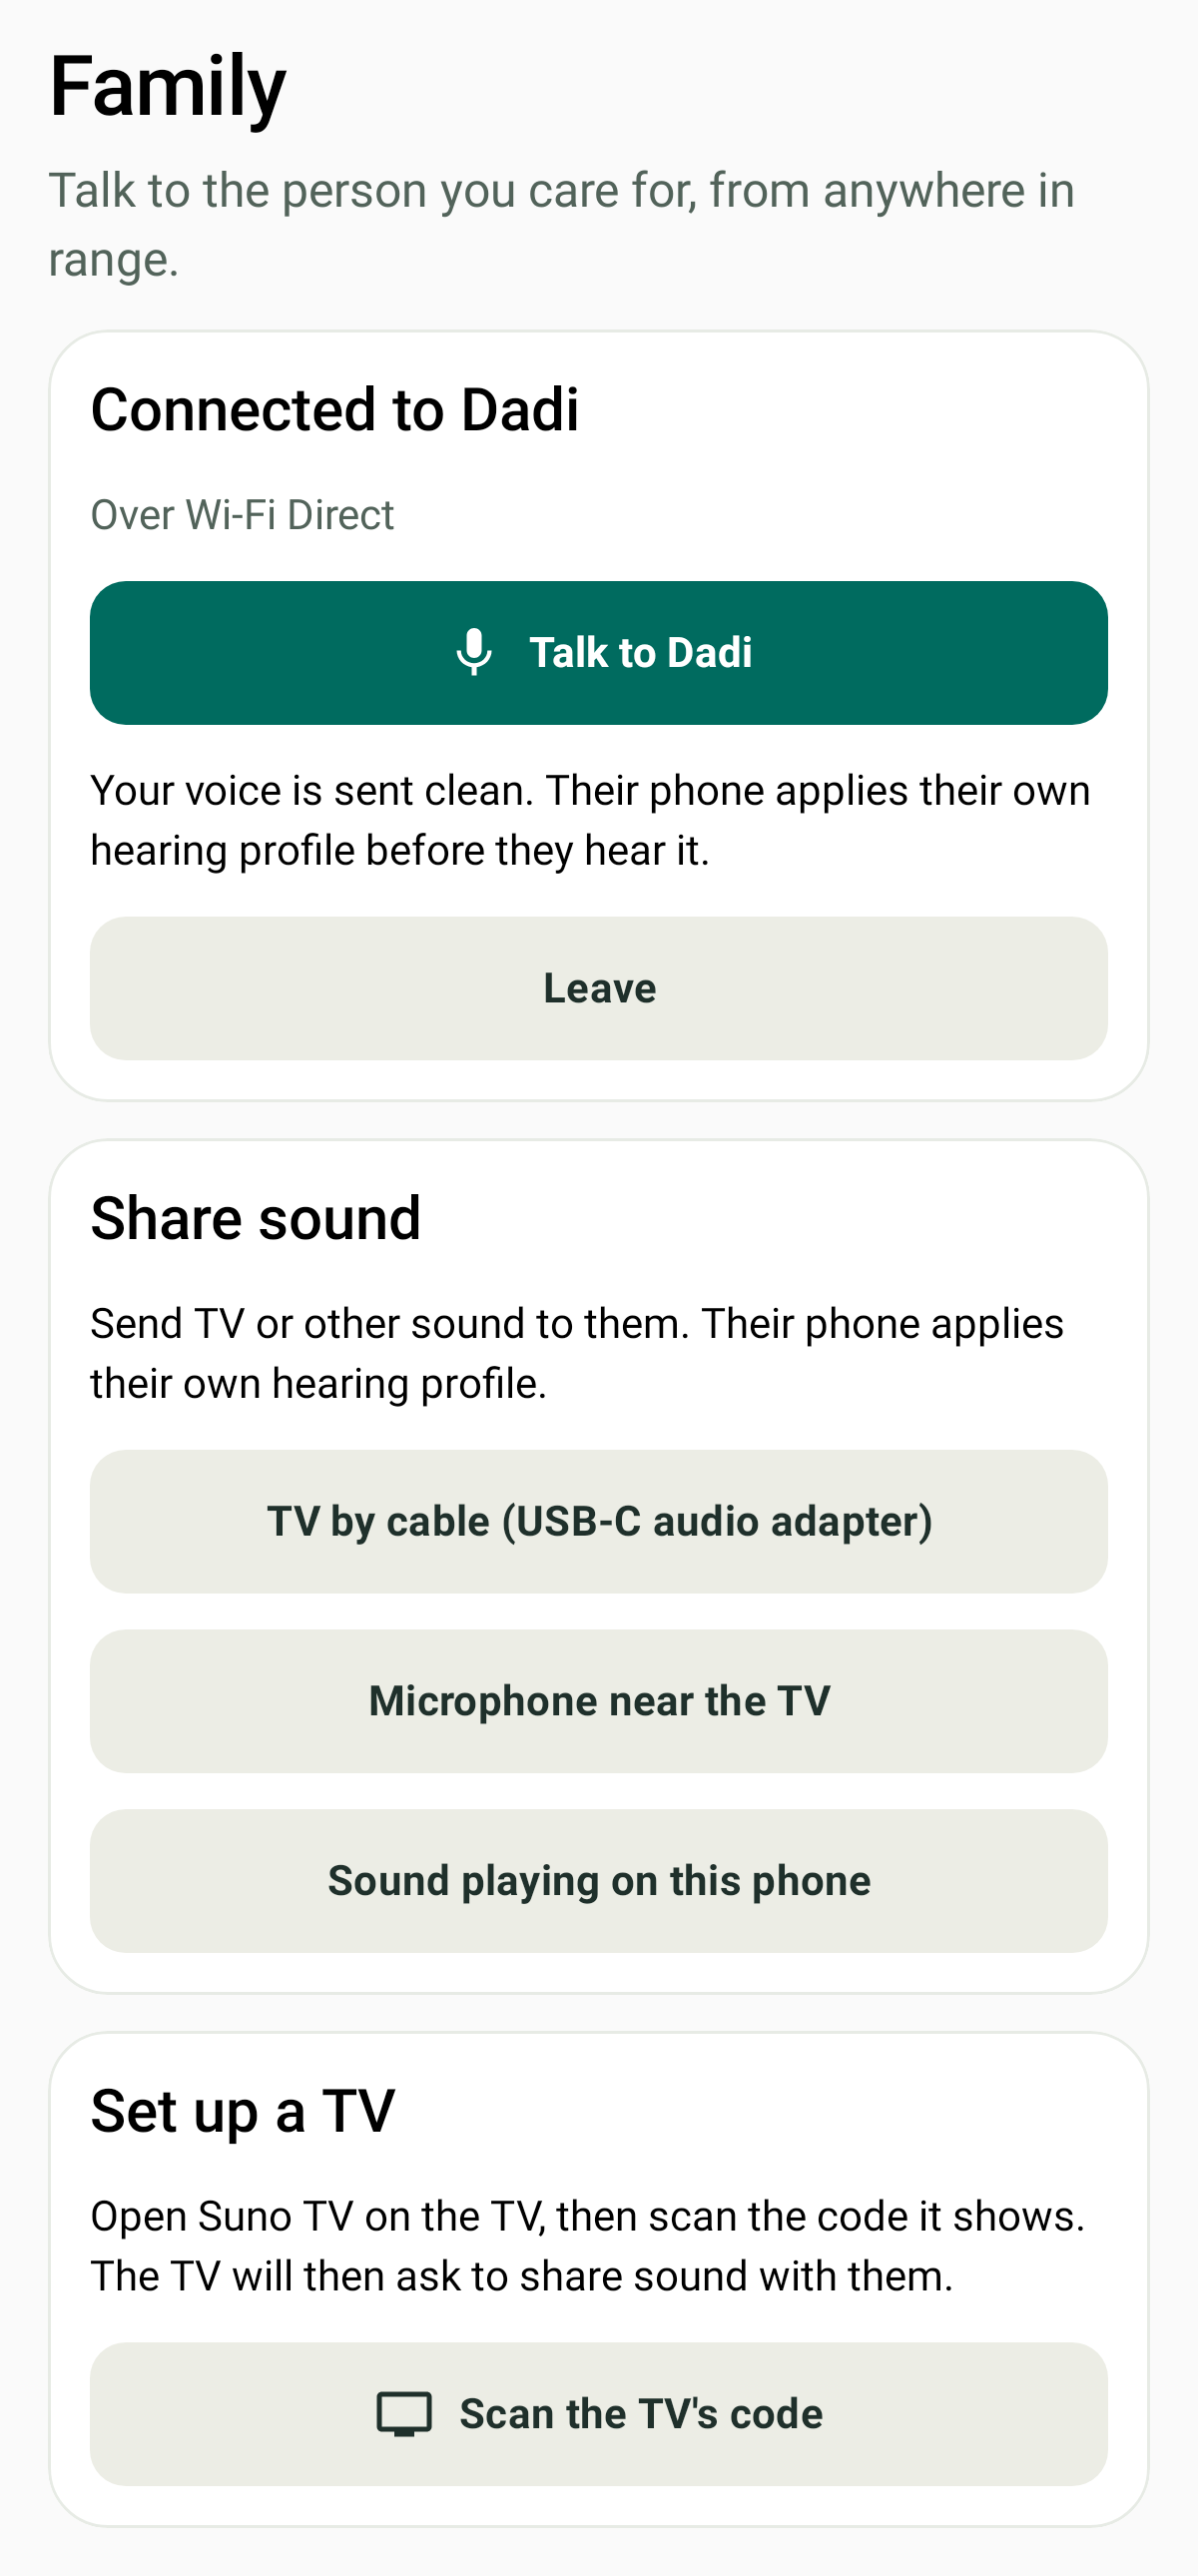 Family
Talk to the person you care for, from anywhere in
range.
Connected to Dadi
Over Wi-Fi Direct
Talk to Dadi
Your voice is sent clean. Their phone applies their own
hearing profile before they hear it.
Leave
Share sound
Send TV or other sound to them. Their phone applies
their own hearing profile.
TV by cable (USB-C audio adapter)
Microphone near the TV
Sound playing on this phone
Set up a TV
Open Suno TV on the TV, then scan the code it shows.
The TV will then ask to share sound with them.
Scan the TV's code